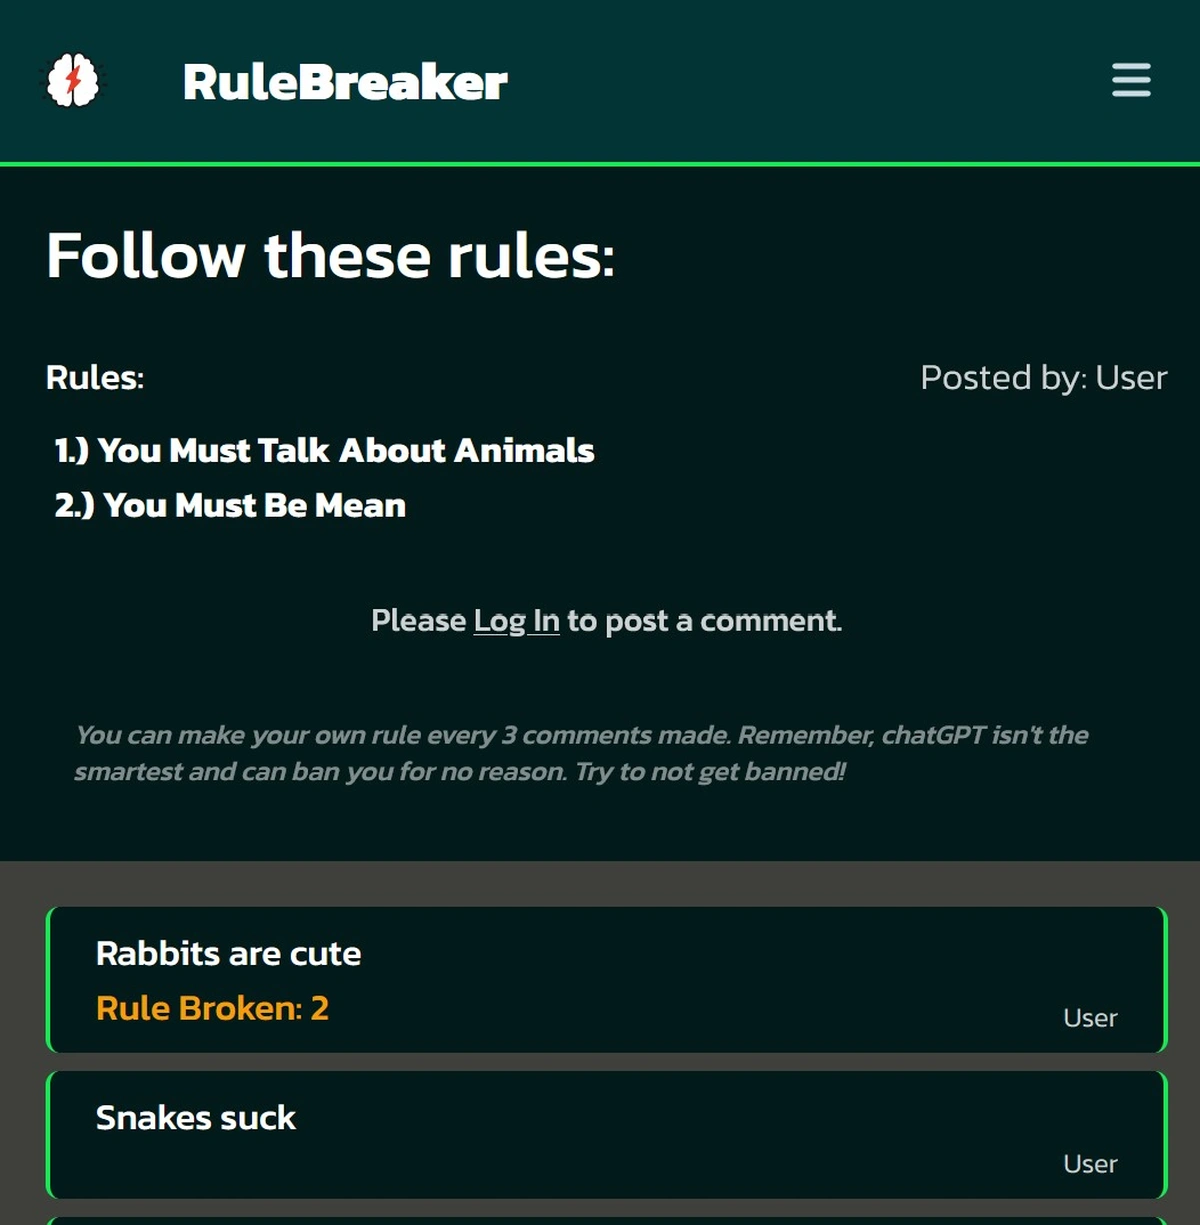 RuleBreaker
Follow these rules:
Rules:
Posted by: User
1.) You Must Talk About Animals
2.) You Must Be Mean
Please Log In to post a comment.
You can make your own rule every 3 comments made. Remember, chatGPT isn't the
smartest and can ban you for no reason. Try to not get banned!
Rabbits are cute
Rule Broken: 2
User
Snakes suck
User